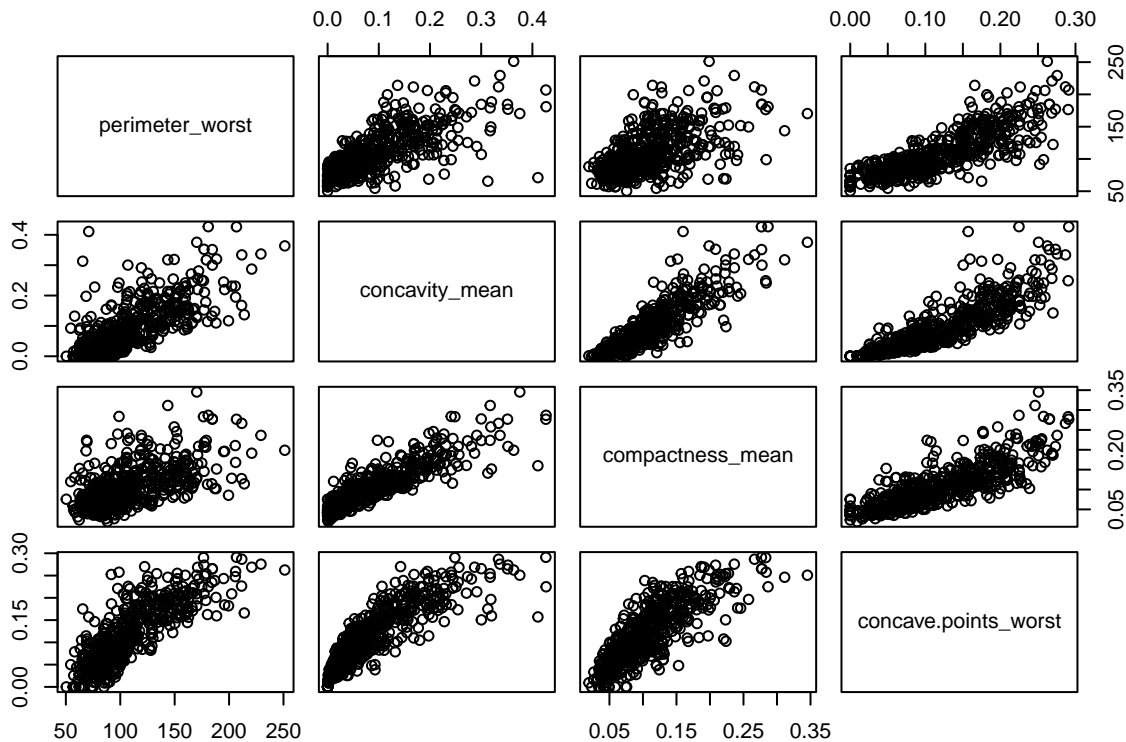 0.0 0.1 0.2 0.3 0.4
0.00 0.10 0.20 0.30
perimeter_worst
50 150 250
0.0 0.2 0.4
concavity_mean
compactness_mean
0.05 0.20 0.35
0.00 0.15 0.30
concave.points_worst
50 100 150 200 250
0.05 0.15 0.25 0.35